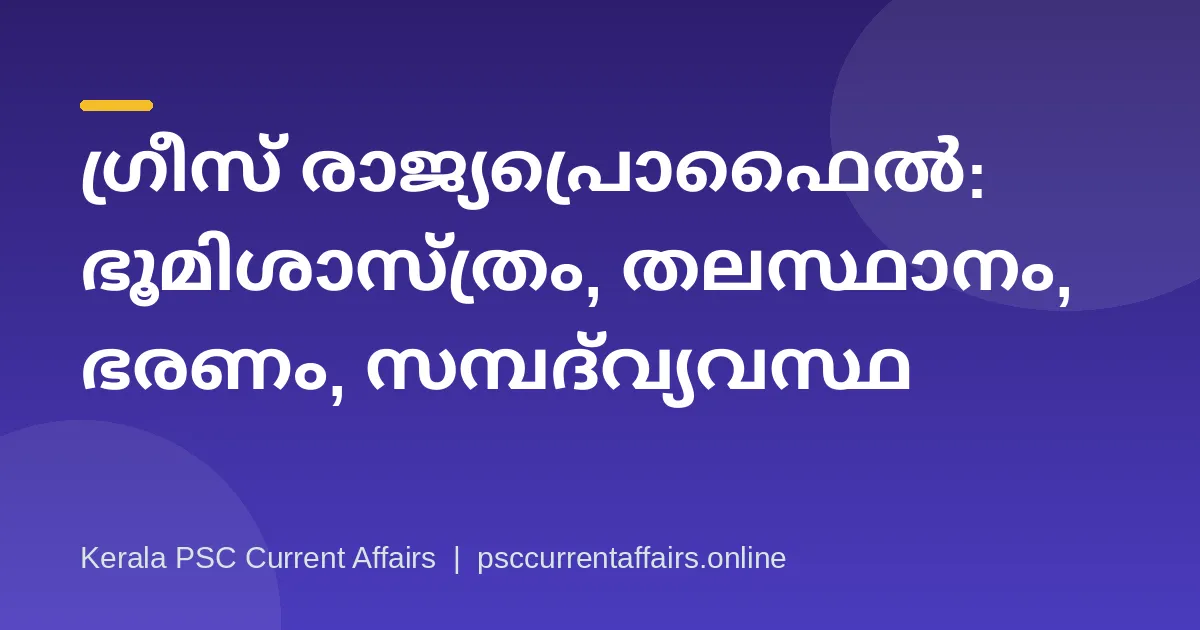 ഗ്രീസ് രാജ്യപ്രൊഫൈൽ:
ഭൂമിശാസ്ത്രം, തലസ്ഥാനം,
ഭരണം, സമ്പദ്‌വ്യവസ്ഥ
Kerala PSC Current Affairs | psccurrentaffairs.online